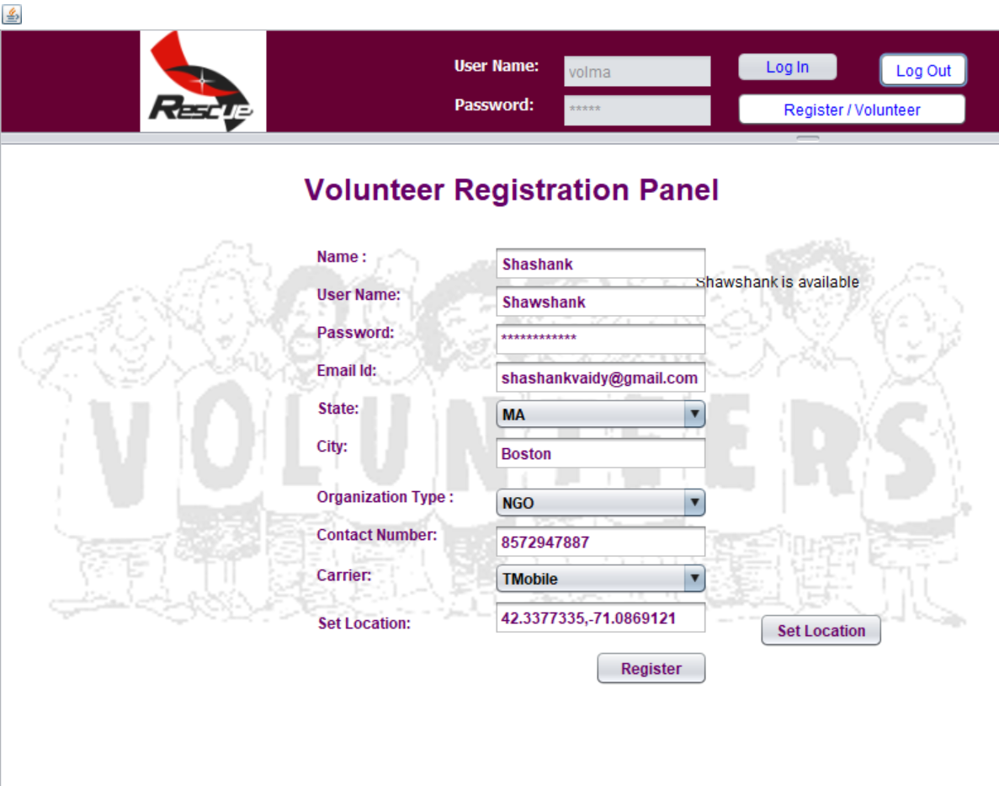 User Name: volma Log In Log Out
Rescue
Password: ***** Register / Volunteer
Volunteer Registration Panel
Name : Shashank
Shawshank is available
User Name: Shawshank
Password: ************
Email Id: shashankvaidy@gmail.com
State: MA
City: Boston
VOLUNTEERS
Organization Type : NGO
Contact Number: 8572947887
Carrier: TMobile
Set Location: 42.3377335,-71.0869121 Set Location
Register